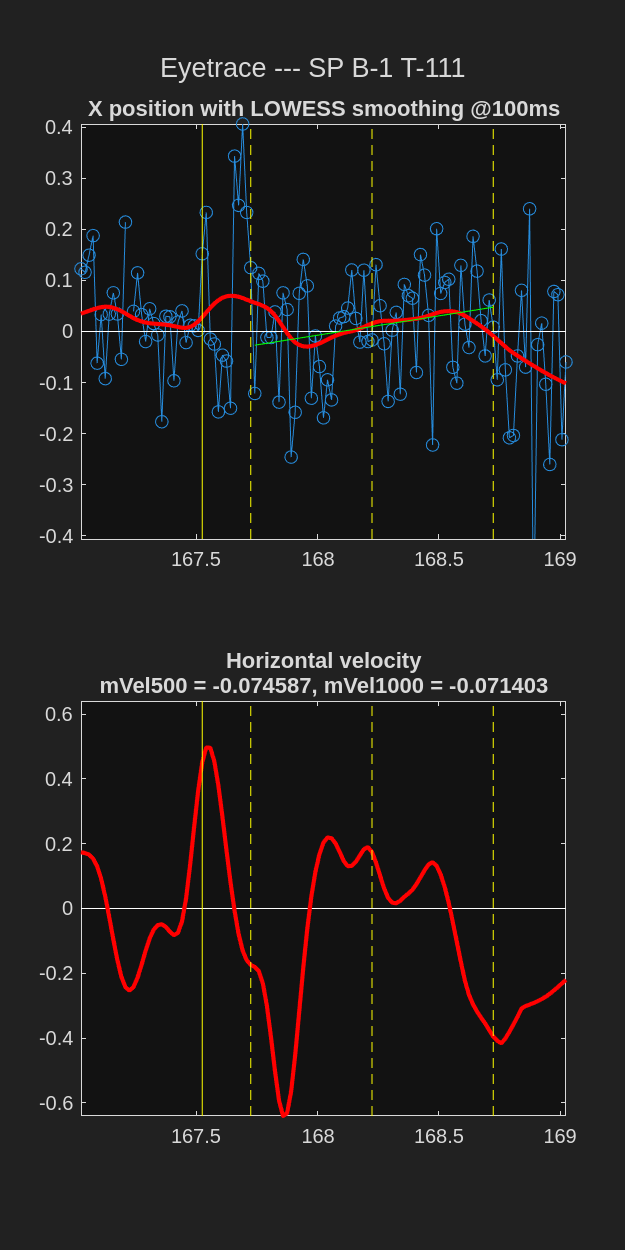 Eyetrace --- SP B-1 T-111
X position with LOWESS smoothing @100ms
0.4
0.3
0.2
0.1
0
-0.1
-0.2
-0.3
-0.4
167.5 168 168.5 169
Horizontal velocity
mVel500 = -0.074587, mVel1000 = -0.071403
0.6
0.4
0.2
0
-0.2
-0.4
-0.6
167.5 168 168.5 169